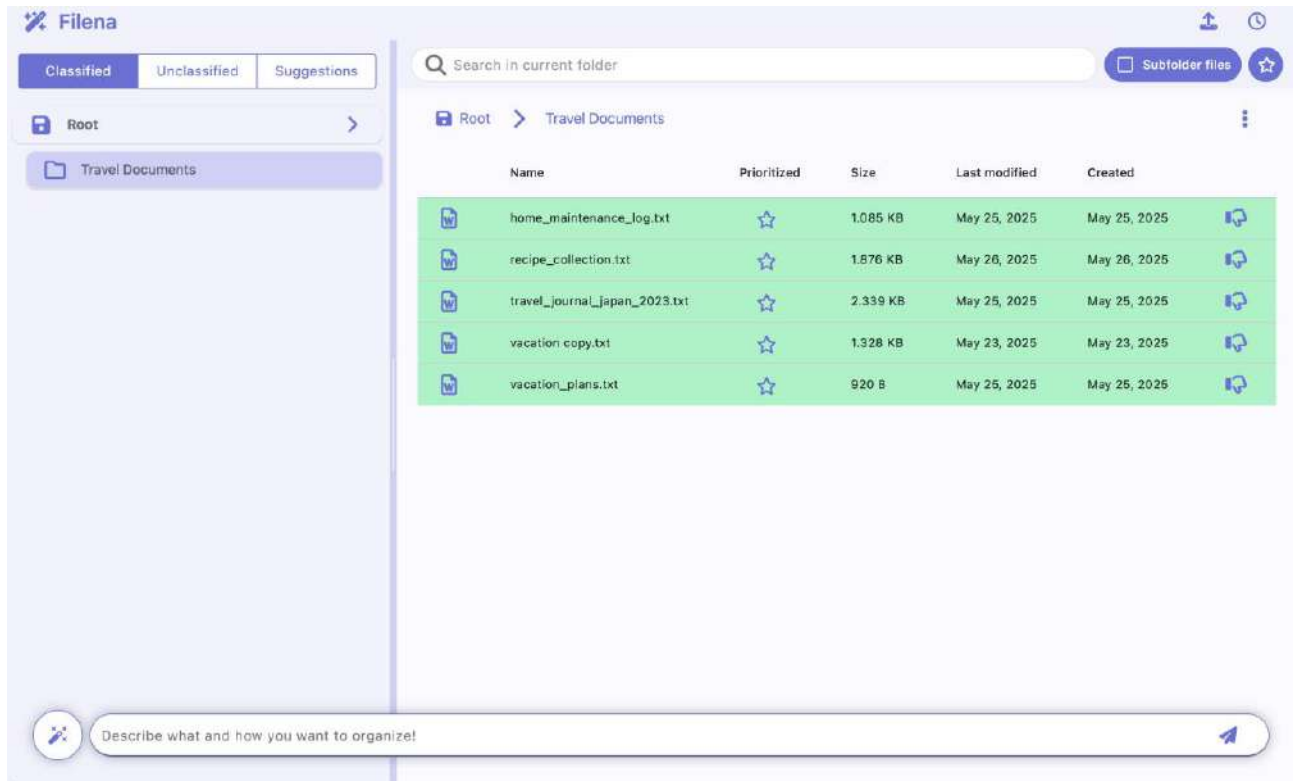 Filena
Classified Unclassified Suggestions
Search in current folder
Subfolder files
Root
Travel Documents
Root Travel Documents
Name Prioritized Size Last modified Created
home_maintenance_log.txt 1.085 KB May 25, 2025 May 25, 2025
recipe_collection.txt 1.876 KB May 26, 2025 May 26, 2025
travel_journal_japan_2023.txt 2.339 KB May 25, 2025 May 25, 2025
vacation copy.txt 1.328 KB May 23, 2025 May 23, 2025
vacation_plans.txt 920 B May 25, 2025 May 25, 2025
Describe what and how you want to organize!